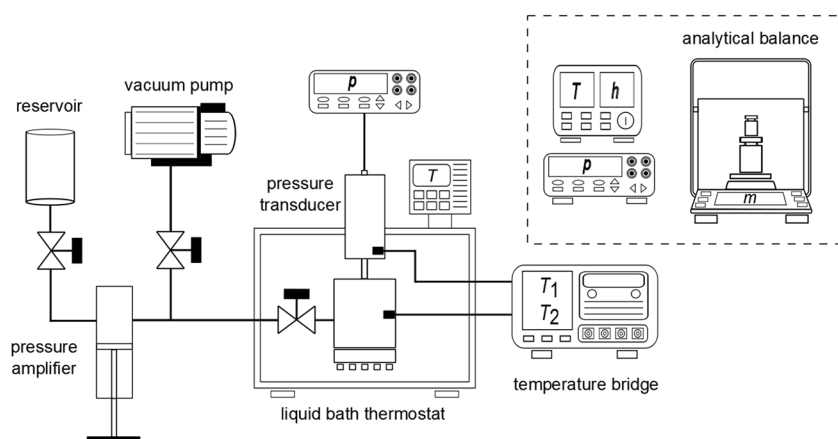 analytical balance
vacuum pump
reservoir
p
T h
p
m
pressure
transducer
T
T1
T2
pressure
amplifier
temperature bridge
liquid bath thermostat